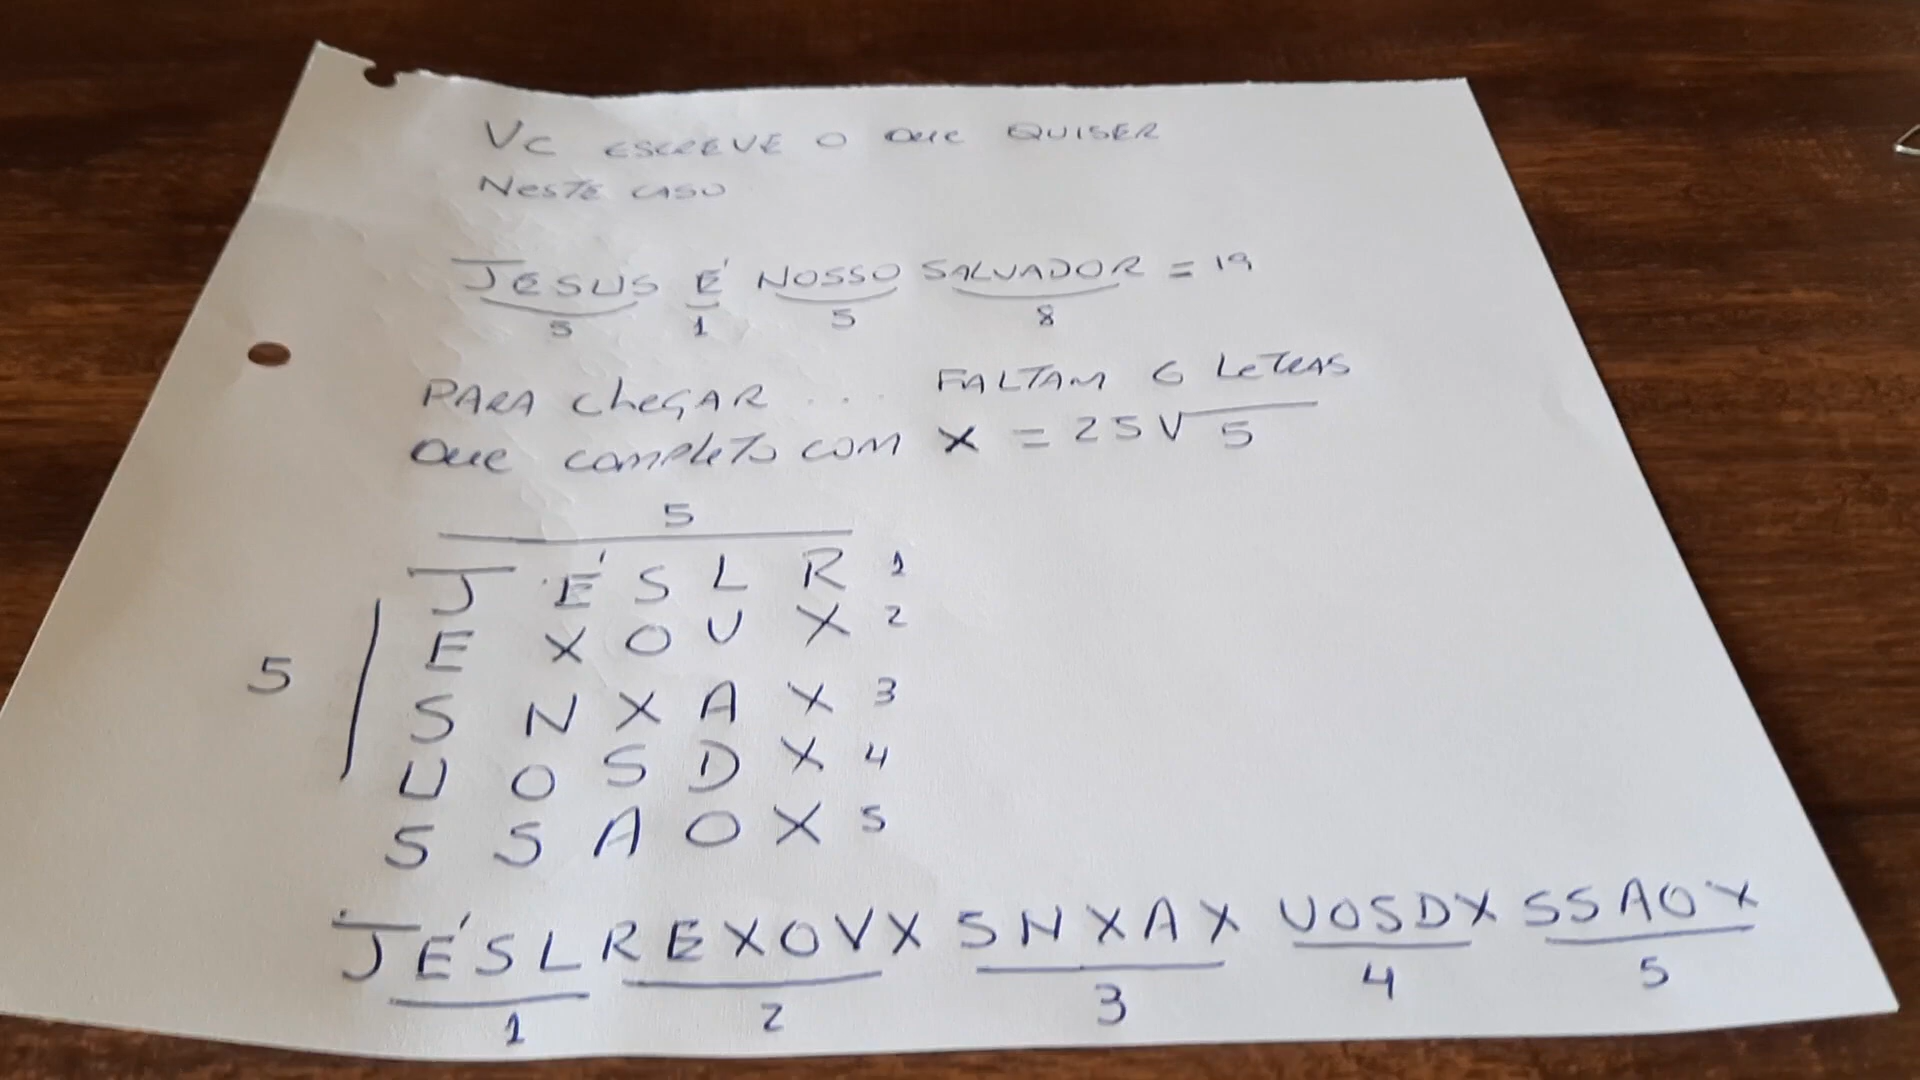 Vc ESCREVE O QUE QUISER
NESTE CASO
JESUS É NOSSO SALVADOR = 19
5 1 5 8
PARA CHEGAR ... FALTAM 6 LETRAS
QUE COMPLETO COM X = 25√5
5
J É S L R 1
E X O V X 2
5
S N X A X 3
U O S D X 4
S S A O X 5
JÉSLREXOVX SNXAX UOSDX SSAOX
1 2 3 4 5